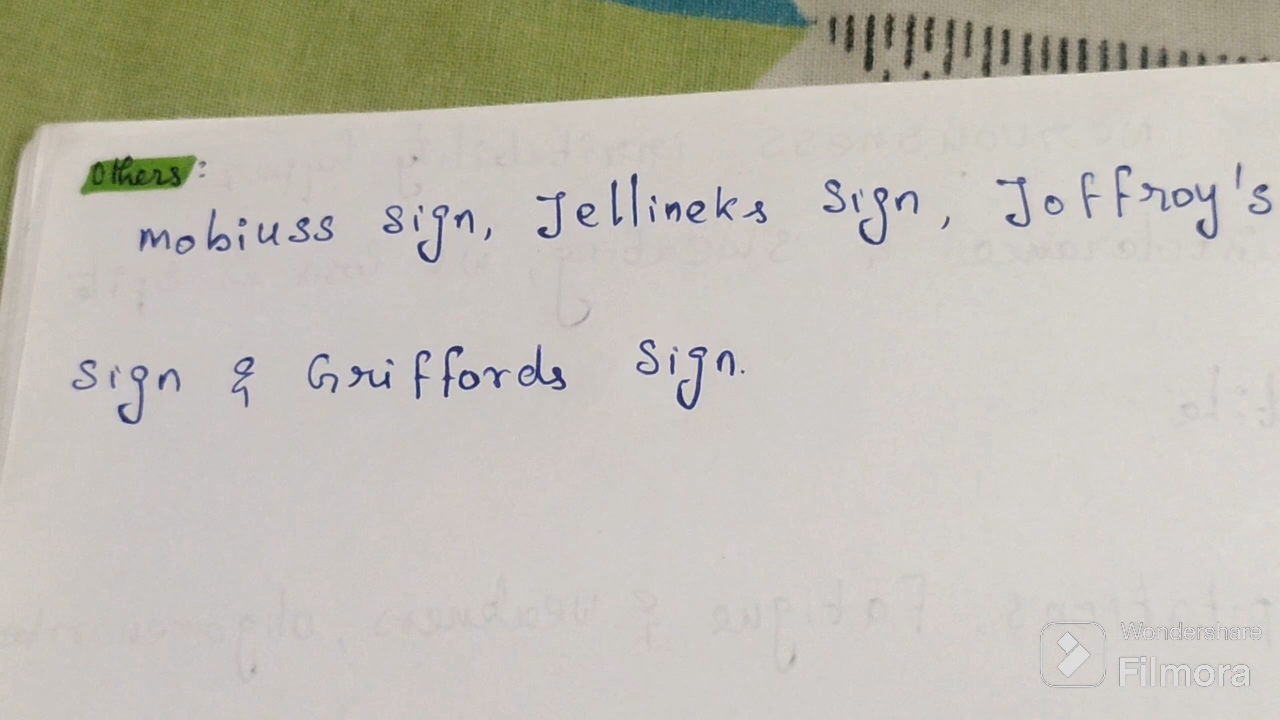 Others:
mobiuss sign, Jellineks sign, Joffroy's
sign & Griffords sign.
Wondershare
Filmora